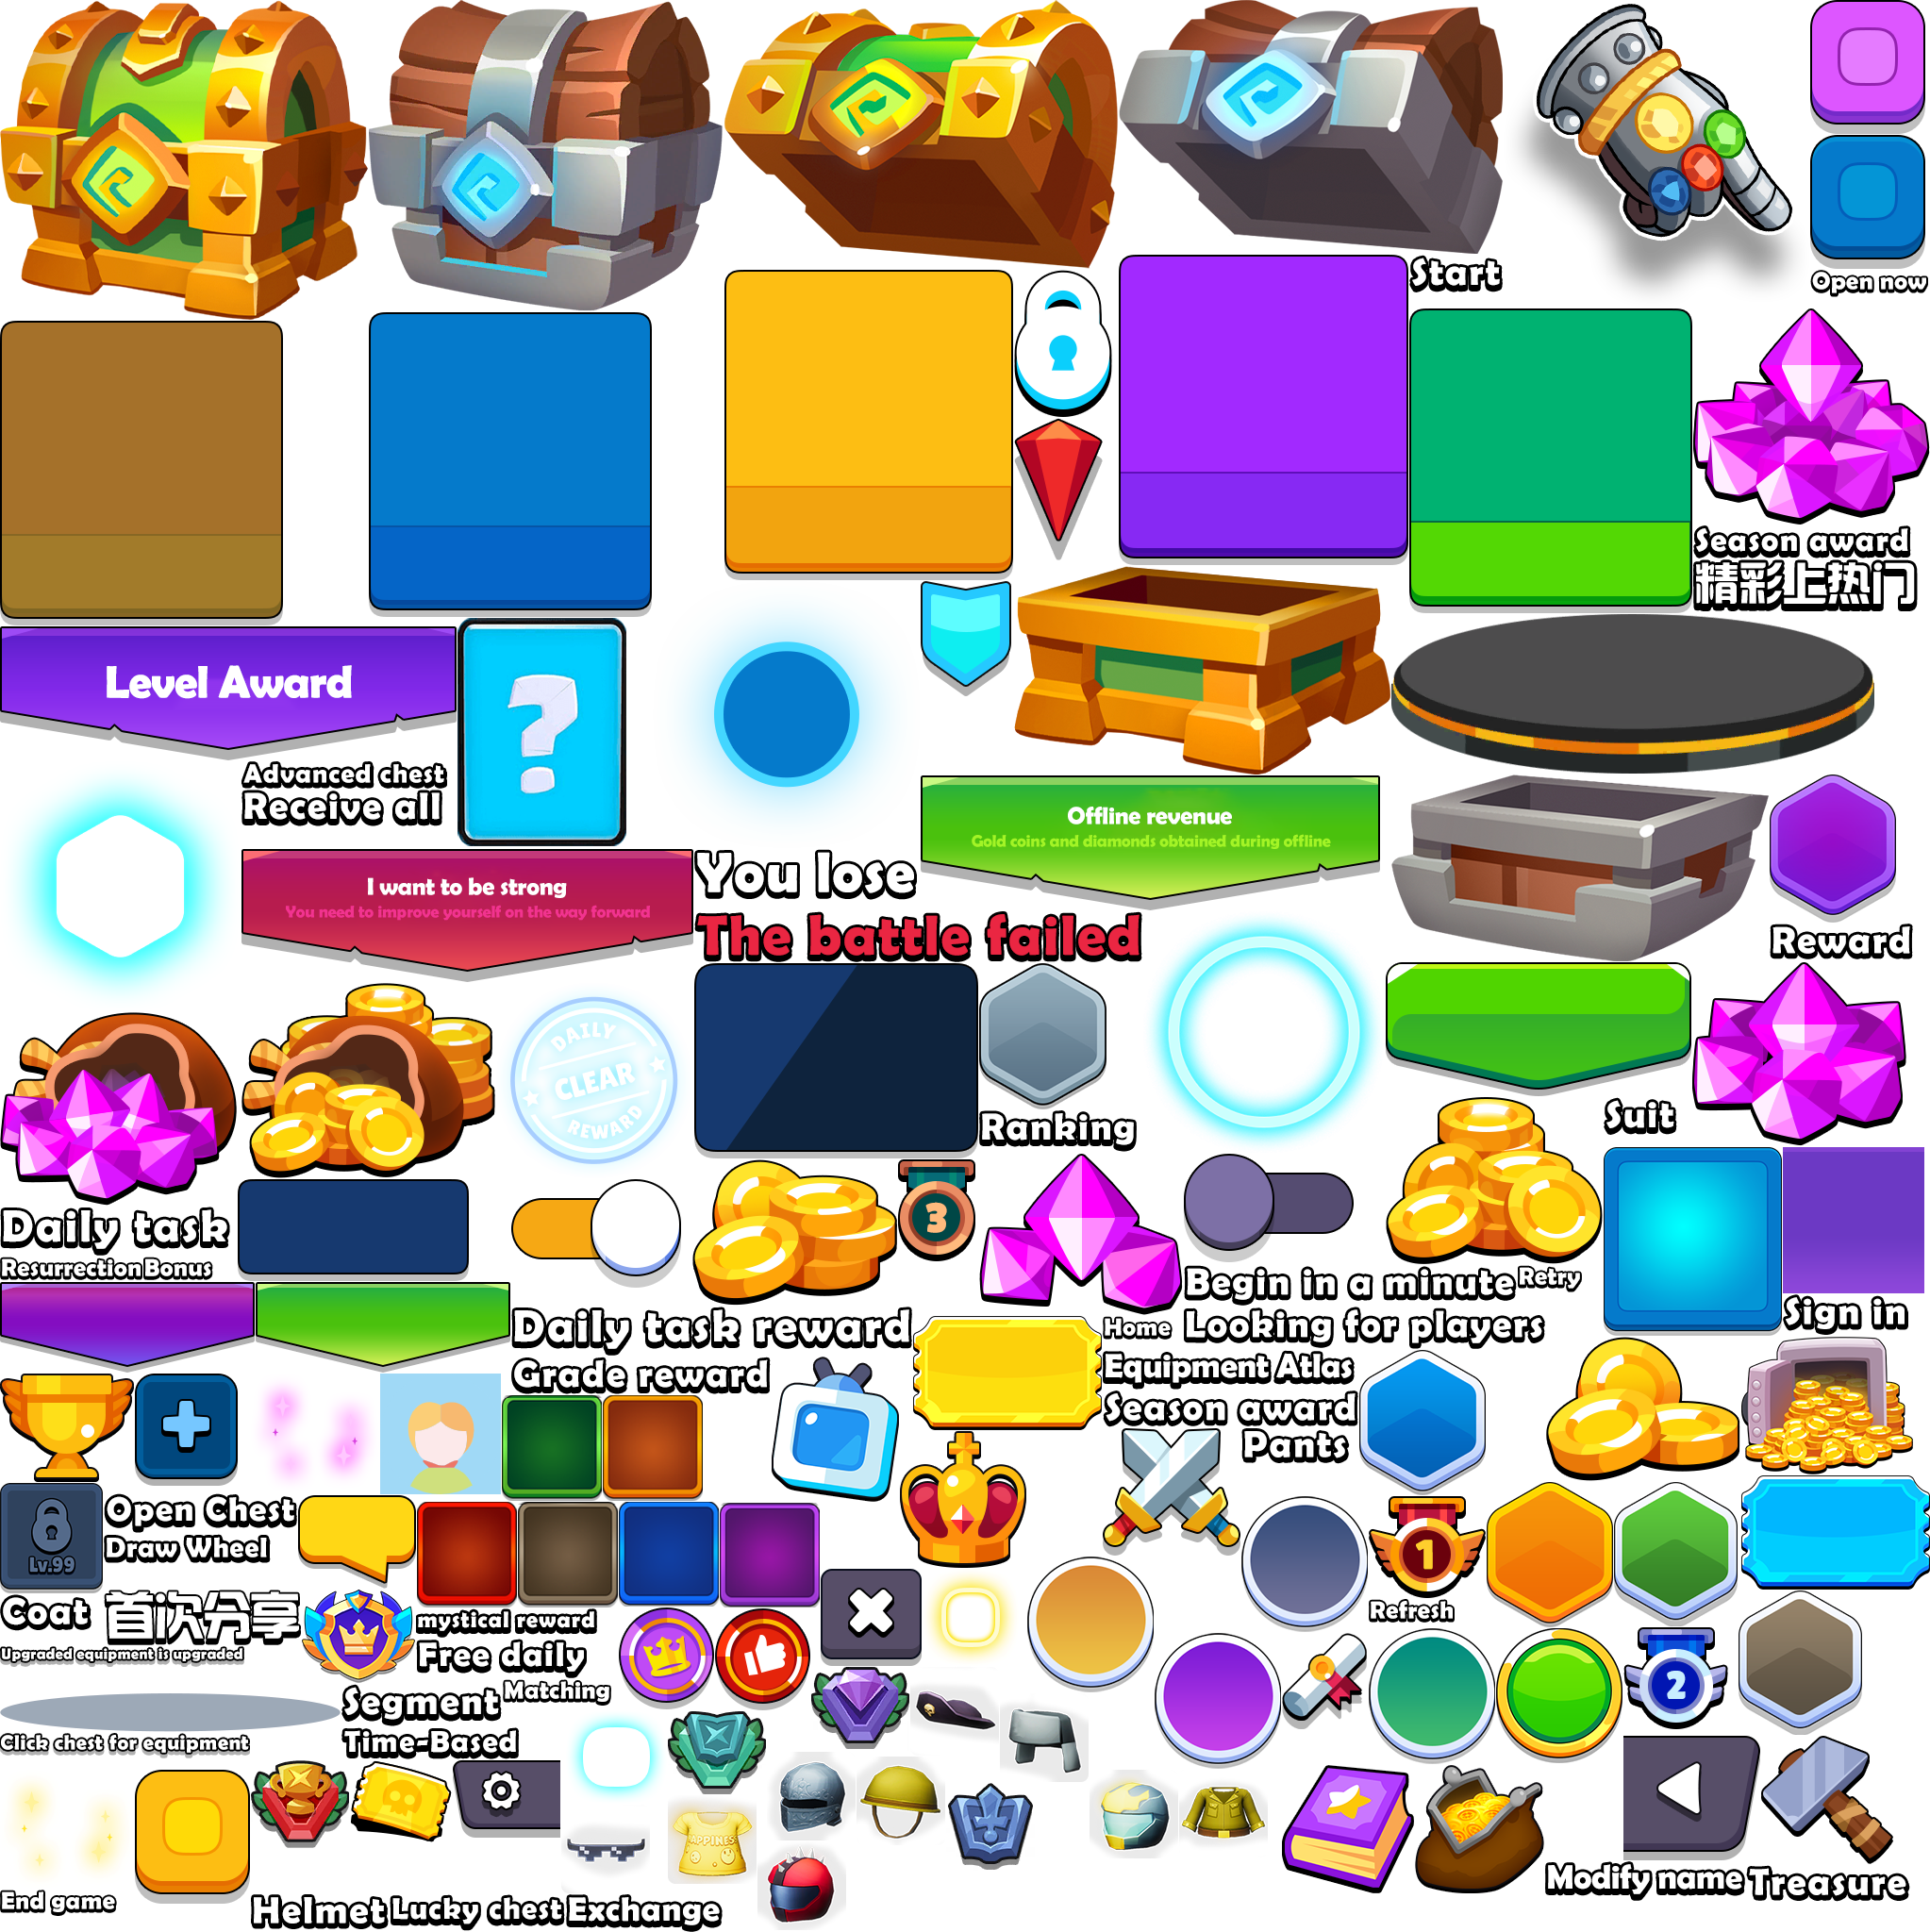 Start
Open now
Season award
精彩上热门
Level Award
Advanced chest
Receive all
?
Offline revenue
Gold coins and diamonds obtained during offline
I want to be strong
You need to improve yourself on the way forward
You lose
The battle failed
Reward
DAILY
CLEAR
REWARD
Ranking
Suit
3
Daily task
Resurrection Bonus
Begin in a minute
Retry
Looking for players
Home
Sign in
Daily task reward
Grade reward
Equipment Atlas
Season award
Pants
Open Chest
Draw Wheel
Lv.99
1
Refresh
Coat
首次分享
Upgraded equipment is upgraded
mystical reward
Free daily
Matching
2
Segment
Time-Based
Click chest for equipment
APPINES
End game
Helmet
Lucky chest
Exchange
Modify name
Treasure